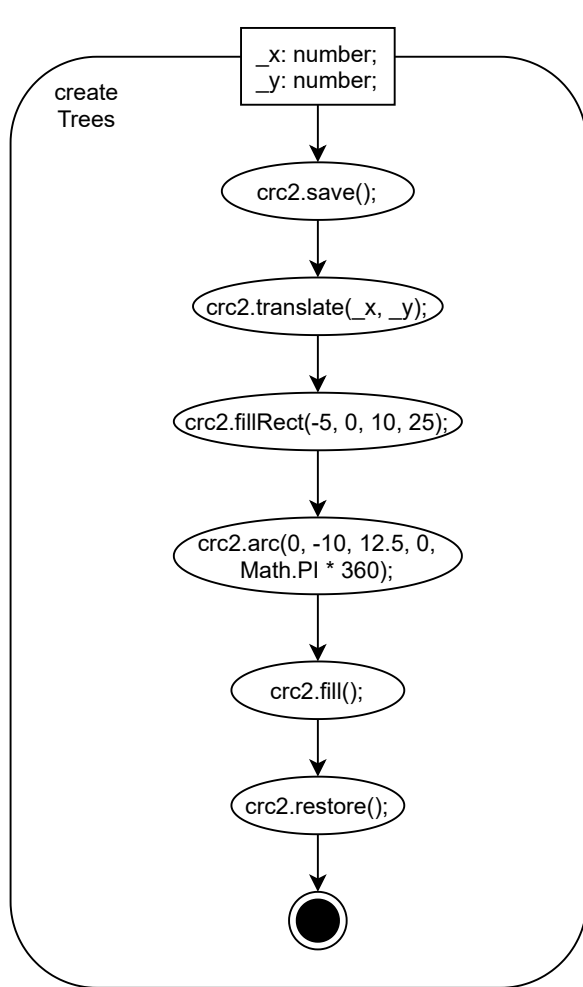 _x: number;
_y: number;
create
Trees
crc2.save();
crc2.translate(_x, _y);
crc2.fillRect(-5, 0, 10, 25);
crc2.arc(0, -10, 12.5, 0,
Math.PI * 360);
crc2.fill();
crc2.restore();